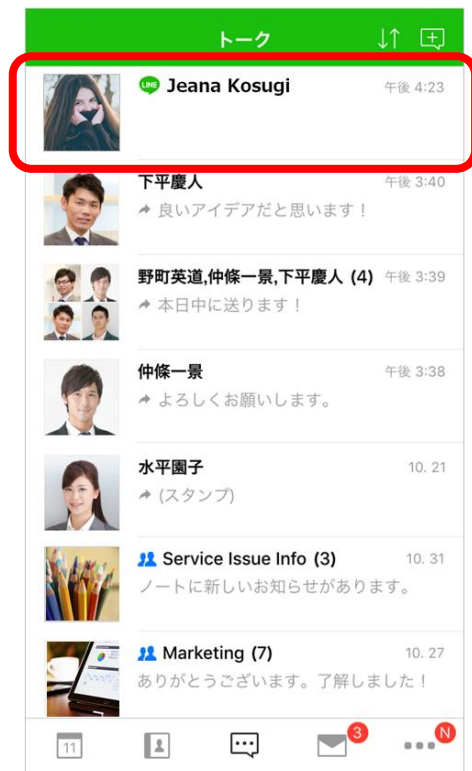 トーク
LINE Jeana Kosugi 午後 4:23
下平慶人 午後 3:40
良いアイデアだと思います！
野町英道,仲條一景,下平慶人 (4) 午後 3:39
本日中に送ります！
仲條一景 午後 3:38
よろしくお願いします。
水平園子 10. 21
(スタンプ)
Service Issue Info (3) 10. 31
ノートに新しいお知らせがあります。
Marketing (7) 10. 27
ありがとうございます。了解しました！
11 3 N